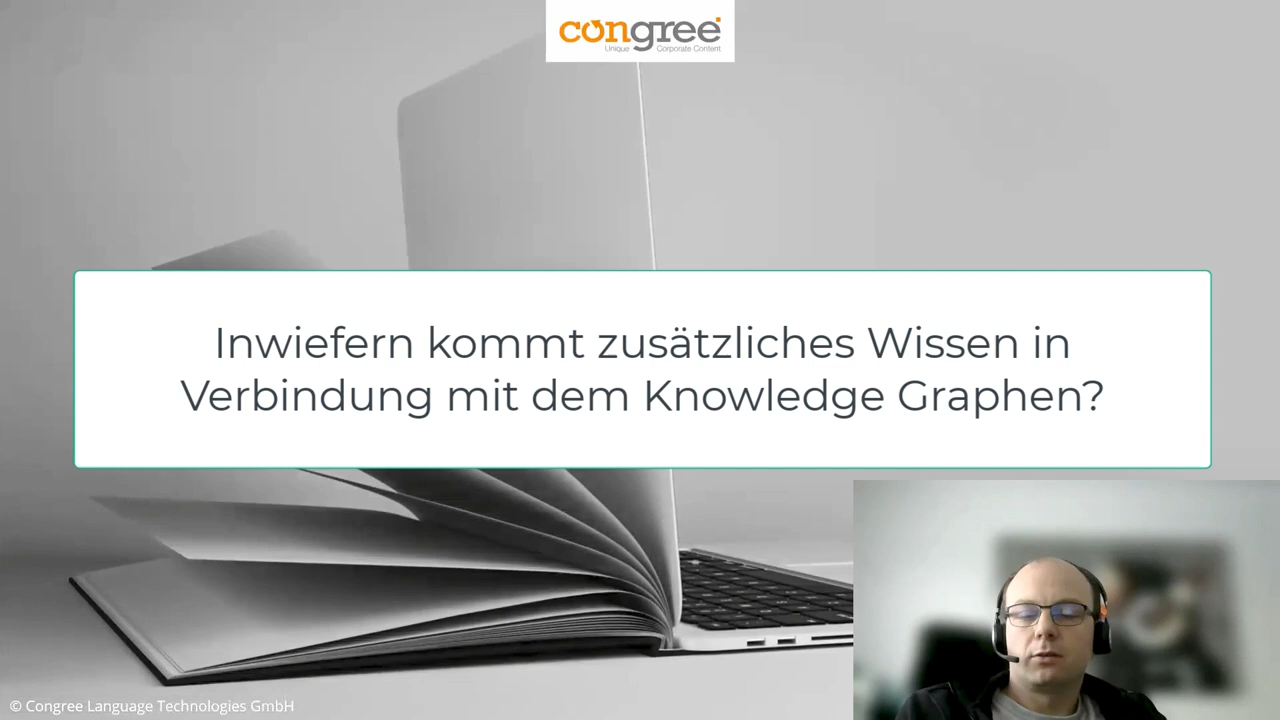 congree
Unique Corporate Content
Inwiefern kommt zusätzliches Wissen in
Verbindung mit dem Knowledge Graphen?
© Congree Language Technologies GmbH